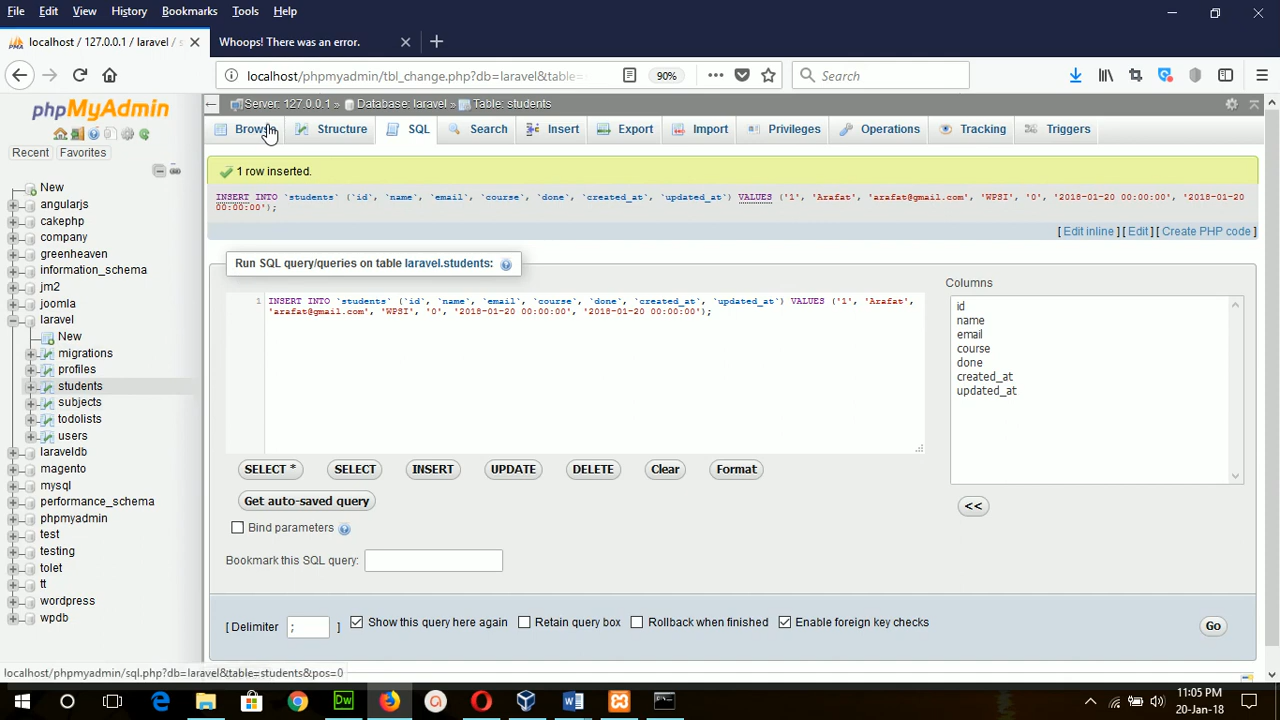 File Edit View History Bookmarks Tools Help
localhost / 127.0.0.1 / laravel / s
Whoops! There was an error.
localhost/phpmyadmin/tbl_change.php?db=laravel&table=
90%
Search
phpMyAdmin
Recent Favorites
New
angularjs
cakephp
company
greenheaven
information_schema
jm2
joomla
laravel
New
migrations
profiles
students
subjects
todolists
users
laraveldb
magento
mysql
performance_schema
phpmyadmin
test
testing
tolet
tt
wordpress
wpdb
Server: 127.0.0.1 » Database: laravel » Table: students
Browse Structure SQL Search Insert Export Import Privileges Operations Tracking Triggers
1 row inserted.
INSERT INTO `students` (`id`, `name`, `email`, `course`, `done`, `created_at`, `updated_at`) VALUES ('1', 'Arafat', 'arafat@gmail.com', 'WPSI', '0', '2018-01-20 00:00:00', '2018-01-20
00:00:00');
[ Edit inline ] [ Edit ] [ Create PHP code ]
Run SQL query/queries on table laravel.students:
1 INSERT INTO `students` (`id`, `name`, `email`, `course`, `done`, `created_at`, `updated_at`) VALUES ('1', 'Arafat',
'arafat@gmail.com', 'WPSI', '0', '2018-01-20 00:00:00', '2018-01-20 00:00:00');
Columns
id
name
email
course
done
created_at
updated_at
<<
SELECT * SELECT INSERT UPDATE DELETE Clear Format
Get auto-saved query
Bind parameters
Bookmark this SQL query:
[ Delimiter ; ] Show this query here again Retain query box Rollback when finished Enable foreign key checks Go
localhost/phpmyadmin/sql.php?db=laravel&table=students&pos=0
11:05 PM
20-Jan-18